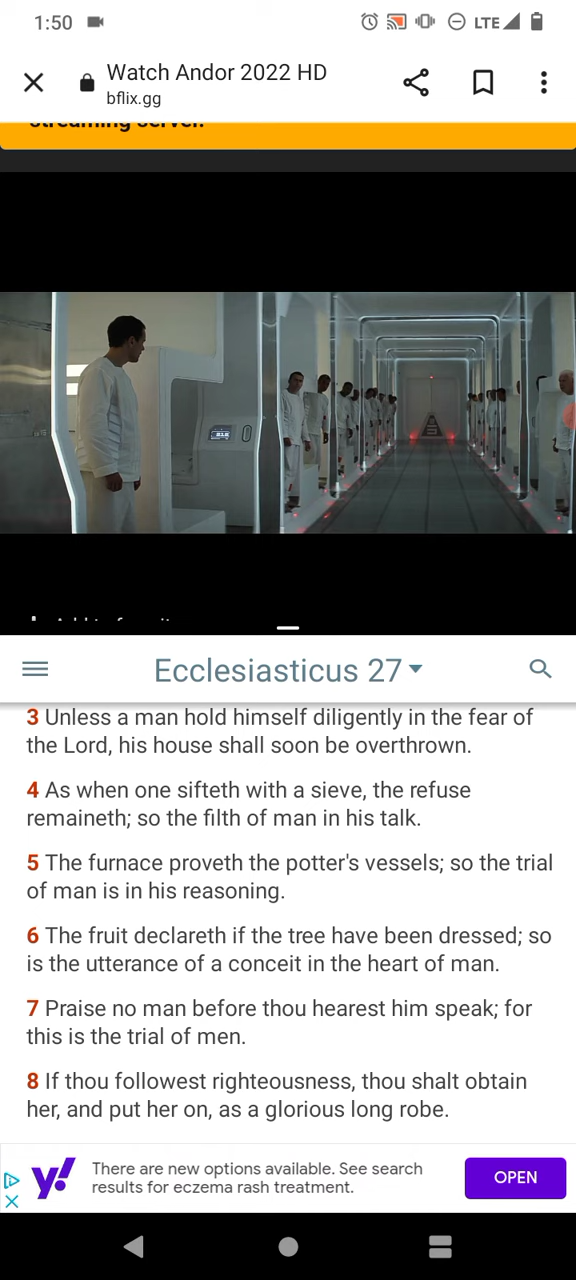 1:50
LTE
Watch Andor 2022 HD
bflix.gg
streaming server.
Add to favorite
Ecclesiasticus 27
3 Unless a man hold himself diligently in the fear of
the Lord, his house shall soon be overthrown.
4 As when one sifteth with a sieve, the refuse
remaineth; so the filth of man in his talk.
5 The furnace proveth the potter's vessels; so the trial
of man is in his reasoning.
6 The fruit declareth if the tree have been dressed; so
is the utterance of a conceit in the heart of man.
7 Praise no man before thou hearest him speak; for
this is the trial of men.
8 If thou followest righteousness, thou shalt obtain
her, and put her on, as a glorious long robe.
y!
There are new options available. See search
results for eczema rash treatment.
OPEN